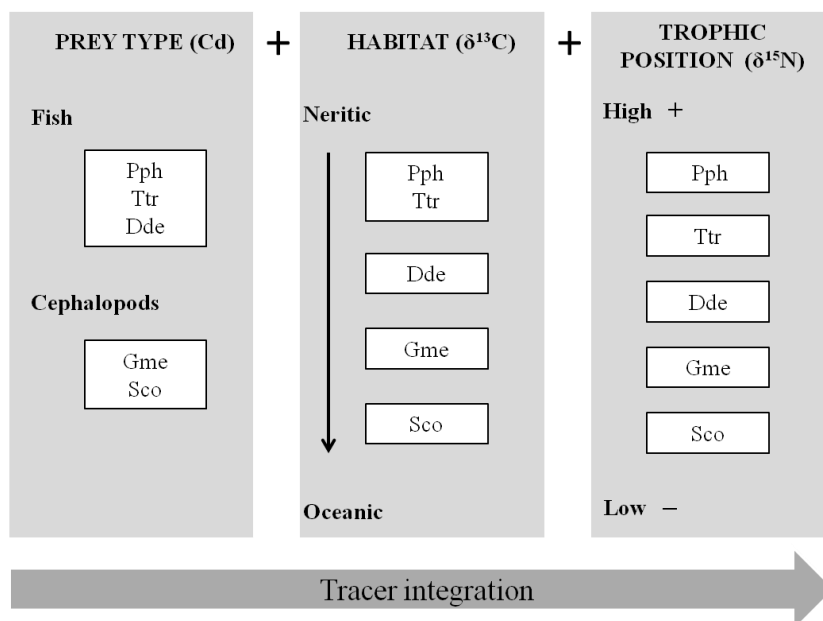 PREY TYPE (Cd)
+
HABITAT (δ¹³C)
+
TROPHIC
POSITION (δ¹⁵N)
Fish
Pph
Ttr
Dde
Cephalopods
Gme
Sco
Neritic
Pph
Ttr
Dde
Gme
Sco
Oceanic
High +
Pph
Ttr
Dde
Gme
Sco
Low −
Tracer integration